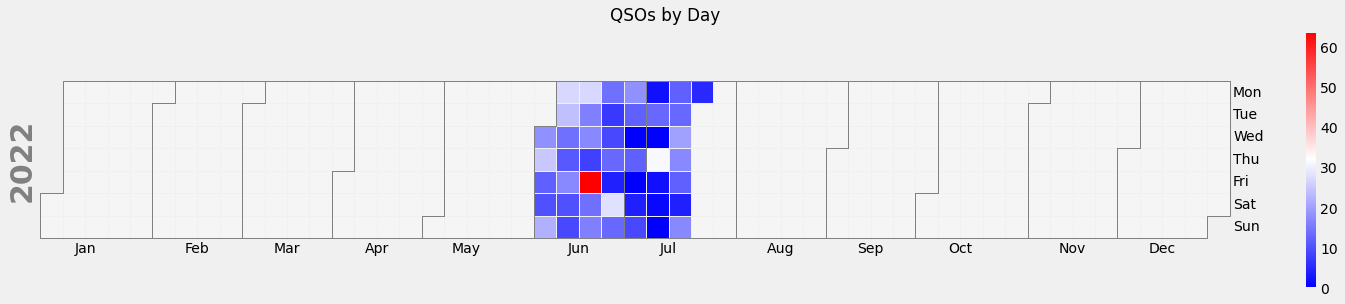 QSOs by Day
2022
Mon
Tue
Wed
Thu
Fri
Sat
Sun
Jan Feb Mar Apr May Jun Jul Aug Sep Oct Nov Dec
60
50
40
30
20
10
0